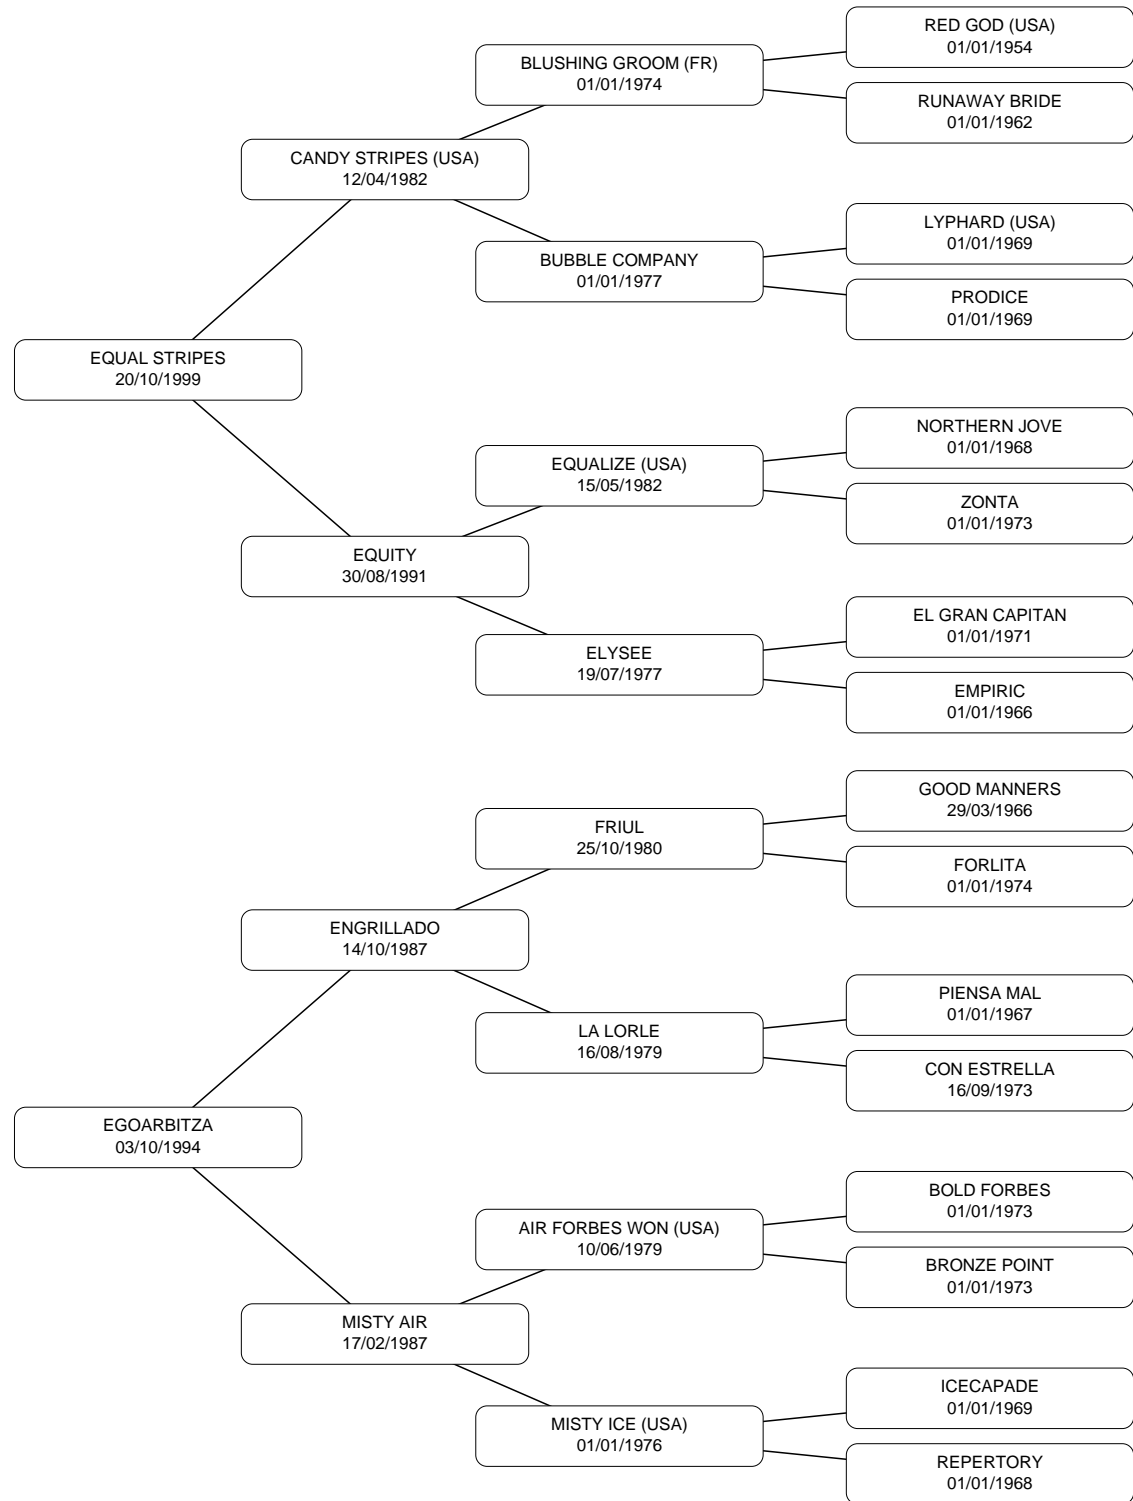 RED GOD (USA)
01/01/1954
BLUSHING GROOM (FR)
01/01/1974
RUNAWAY BRIDE
01/01/1962
CANDY STRIPES (USA)
12/04/1982
LYPHARD (USA)
01/01/1969
BUBBLE COMPANY
01/01/1977
PRODICE
01/01/1969
EQUAL STRIPES
20/10/1999
NORTHERN JOVE
01/01/1968
EQUALIZE (USA)
15/05/1982
ZONTA
01/01/1973
EQUITY
30/08/1991
EL GRAN CAPITAN
01/01/1971
ELYSEE
19/07/1977
EMPIRIC
01/01/1966
GOOD MANNERS
29/03/1966
FRIUL
25/10/1980
FORLITA
01/01/1974
ENGRILLADO
14/10/1987
PIENSA MAL
01/01/1967
LA LORLE
16/08/1979
CON ESTRELLA
16/09/1973
EGOARBITZA
03/10/1994
BOLD FORBES
01/01/1973
AIR FORBES WON (USA)
10/06/1979
BRONZE POINT
01/01/1973
MISTY AIR
17/02/1987
ICECAPADE
01/01/1969
MISTY ICE (USA)
01/01/1976
REPERTORY
01/01/1968